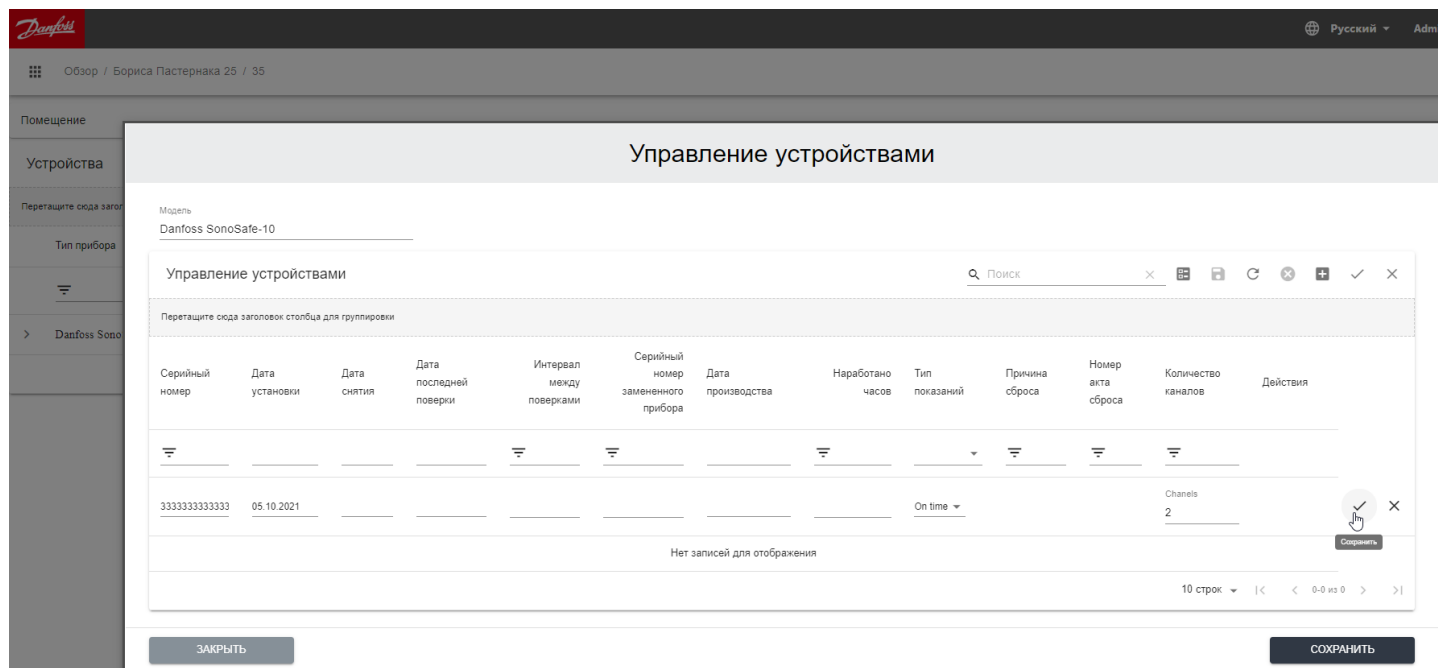 Danfoss
Русский
Adm
Обзор / Бориса Пастернака 25 / 35
Помещение
Устройства
Перетащите сюда загол
Тип прибора
Danfoss Sono
Управление устройствами
Модель
Danfoss SonoSafe-10
Управление устройствами
Поиск
Перетащите сюда заголовок столбца для группировки
Серийный
номер
Дата
установки
Дата
снятия
Дата
последней
поверки
Интервал
между
поверками
Серийный
номер
замененного
прибора
Дата
производства
Наработано
часов
Тип
показаний
Причина
сброса
Номер
акта
сброса
Количество
каналов
Действия
3333333333333
05.10.2021
On time
Chanels
2
Сохранить
Нет записей для отображения
10 строк
0-0 из 0
ЗАКРЫТЬ
СОХРАНИТЬ